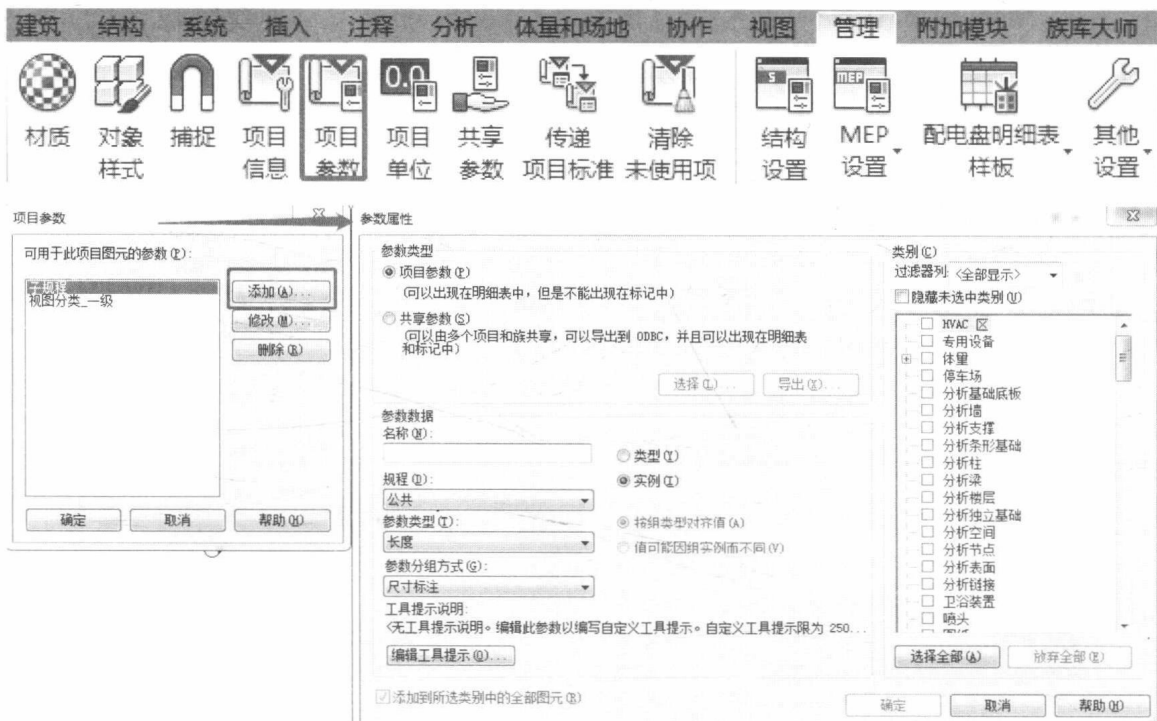 建筑 结构 系统 插入 注释 分析 体量和场地 协作 视图 管理 附加模块 族库大师
材质 对象 捕捉 项目 项目 项目 共享 传递 清除 结构 MEP 配电盘明细表 其他
样式 信息 参数 单位 参数 项目标准 未使用项 设置 设置 样板 设置
项目参数
可用于此项目图元的参数(P):
子规程
视图分类_一级
添加(A)...
修改(M)...
删除(R)
确定 取消 帮助(H)
参数属性
参数类型
项目参数(P)
(可以出现在明细表中，但是不能出现在标记中)
共享参数(S)
(可以由多个项目和族共享，可以导出到 ODBC，并且可以出现在明细表
和标记中)
选择(L)... 导出(X)...
参数数据
名称(N):
类型(Y)
规程(D):
实例(I)
公共
参数类型(T):
按组类型对齐值(A)
长度
值可能因组实例而不同(V)
参数分组方式(G):
尺寸标注
工具提示说明:
<无工具提示说明。编辑此参数以编写自定义工具提示。自定义工具提示限为 250...
编辑工具提示(O)...
添加到所选类别中的全部图元(R)
类别(C)
过滤器列 <全部显示>
隐藏未选中类别(U)
HVAC 区
专用设备
体量
停车场
分析基础底板
分析墙
分析支撑
分析条形基础
分析柱
分析梁
分析楼层
分析独立基础
分析空间
分析节点
分析表面
分析链接
卫浴装置
喷头
选择全部(A) 放弃全部(E)
确定 取消 帮助(H)